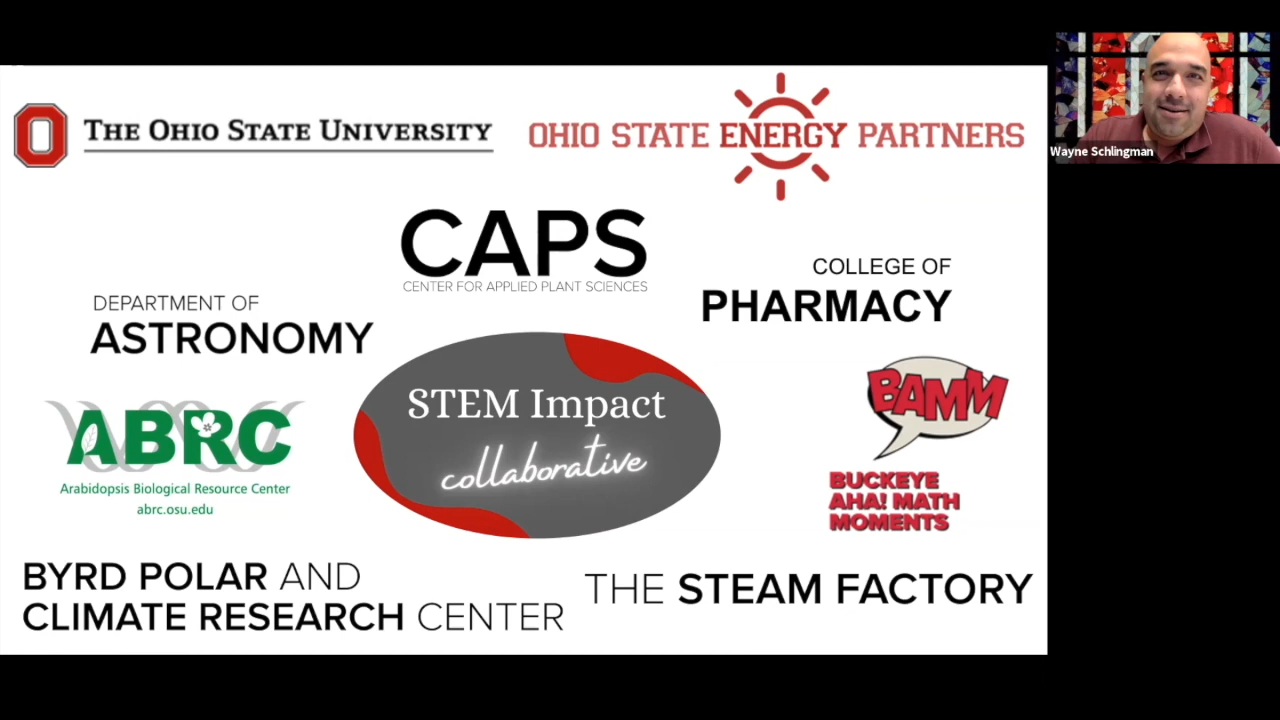 O THE OHIO STATE UNIVERSITY
OHIO STATE ENERGY PARTNERS
Wayne Schlingman
CAPS
CENTER FOR APPLIED PLANT SCIENCES
COLLEGE OF
PHARMACY
DEPARTMENT OF
ASTRONOMY
STEM Impact
collaborative
ABRC
Arabidopsis Biological Resource Center
abrc.osu.edu
BAMM
BUCKEYE
AHA! MATH
MOMENTS
BYRD POLAR AND
CLIMATE RESEARCH CENTER
THE STEAM FACTORY